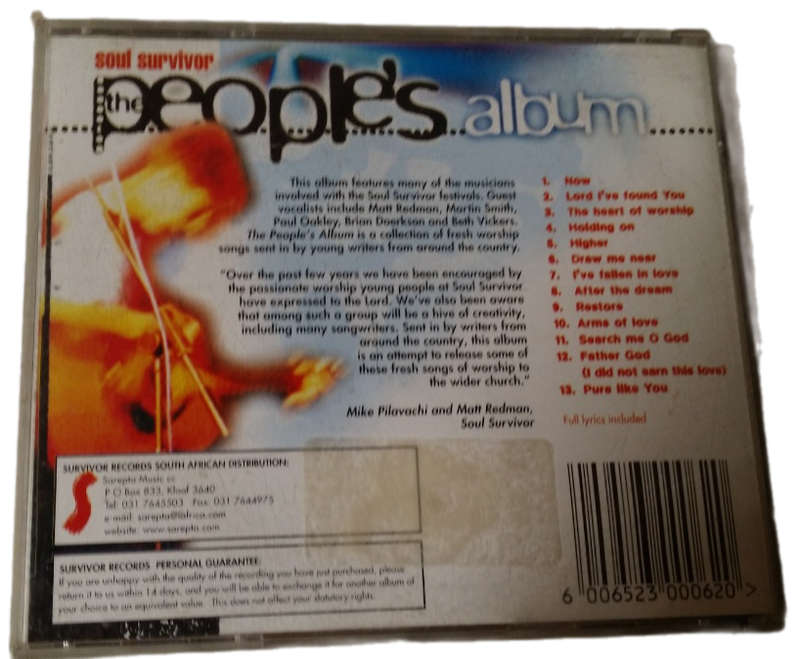 soul survivor
the people's album
This album features many of the musicians
involved with the Soul Survivor festivals. Guest
vocalists include Matt Redman, Martin Smith,
Paul Oakley, Brian Doerksen and Beth Vickers.
The People's Album is a collection of fresh worship
songs sent in by young writers from around the country.
"Over the past few years we have been encouraged by
the passionate worship young people at Soul Survivor
have expressed to the Lord. We've also been aware
that among such a group will be a hive of creativity,
including many songwriters. Sent in by writers from
around the country, this album
is an attempt to release some of
these fresh songs of worship to
the wider church."
Mike Pilavachi and Matt Redman,
Soul Survivor
1. Now
2. Lord I've found You
3. The heart of worship
4. Holding on
5. Higher
6. Draw me near
7. I've fallen in love
8. After the dream
9. Restore
10. Arms of love
11. Search me O God
12. Father God
(I did not earn this love)
13. Pure like You
Full lyrics included
SURVIVOR RECORDS SOUTH AFRICAN DISTRIBUTION:
Sarepta Music cc
P O Box 833, Kloof 3640
Tel: 031 7645503 Fax: 031 7644975
e-mail: sarepta@iafrica.com
website: www.sarepta.com
SURVIVOR RECORDS PERSONAL GUARANTEE:
If you are unhappy with the quality of the recording you have just purchased, please
return it to us within 14 days, and you will be able to exchange it for another album of
your choice to an equivalent value. This does not affect your statutory rights.
6 006523 000620 >